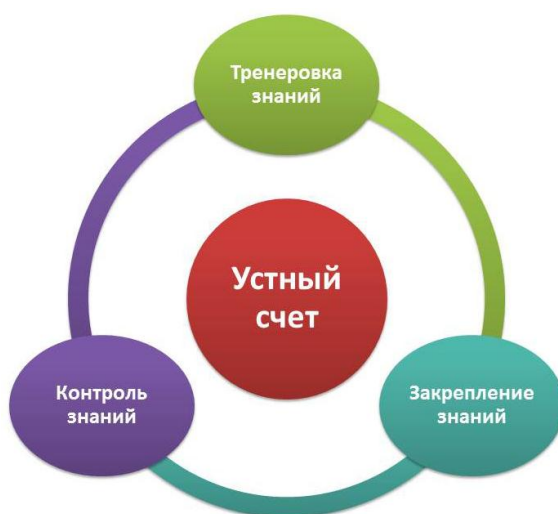 Тренеровка
знаний
Устный
счет
Контроль
знаний
Закрепление
знаний